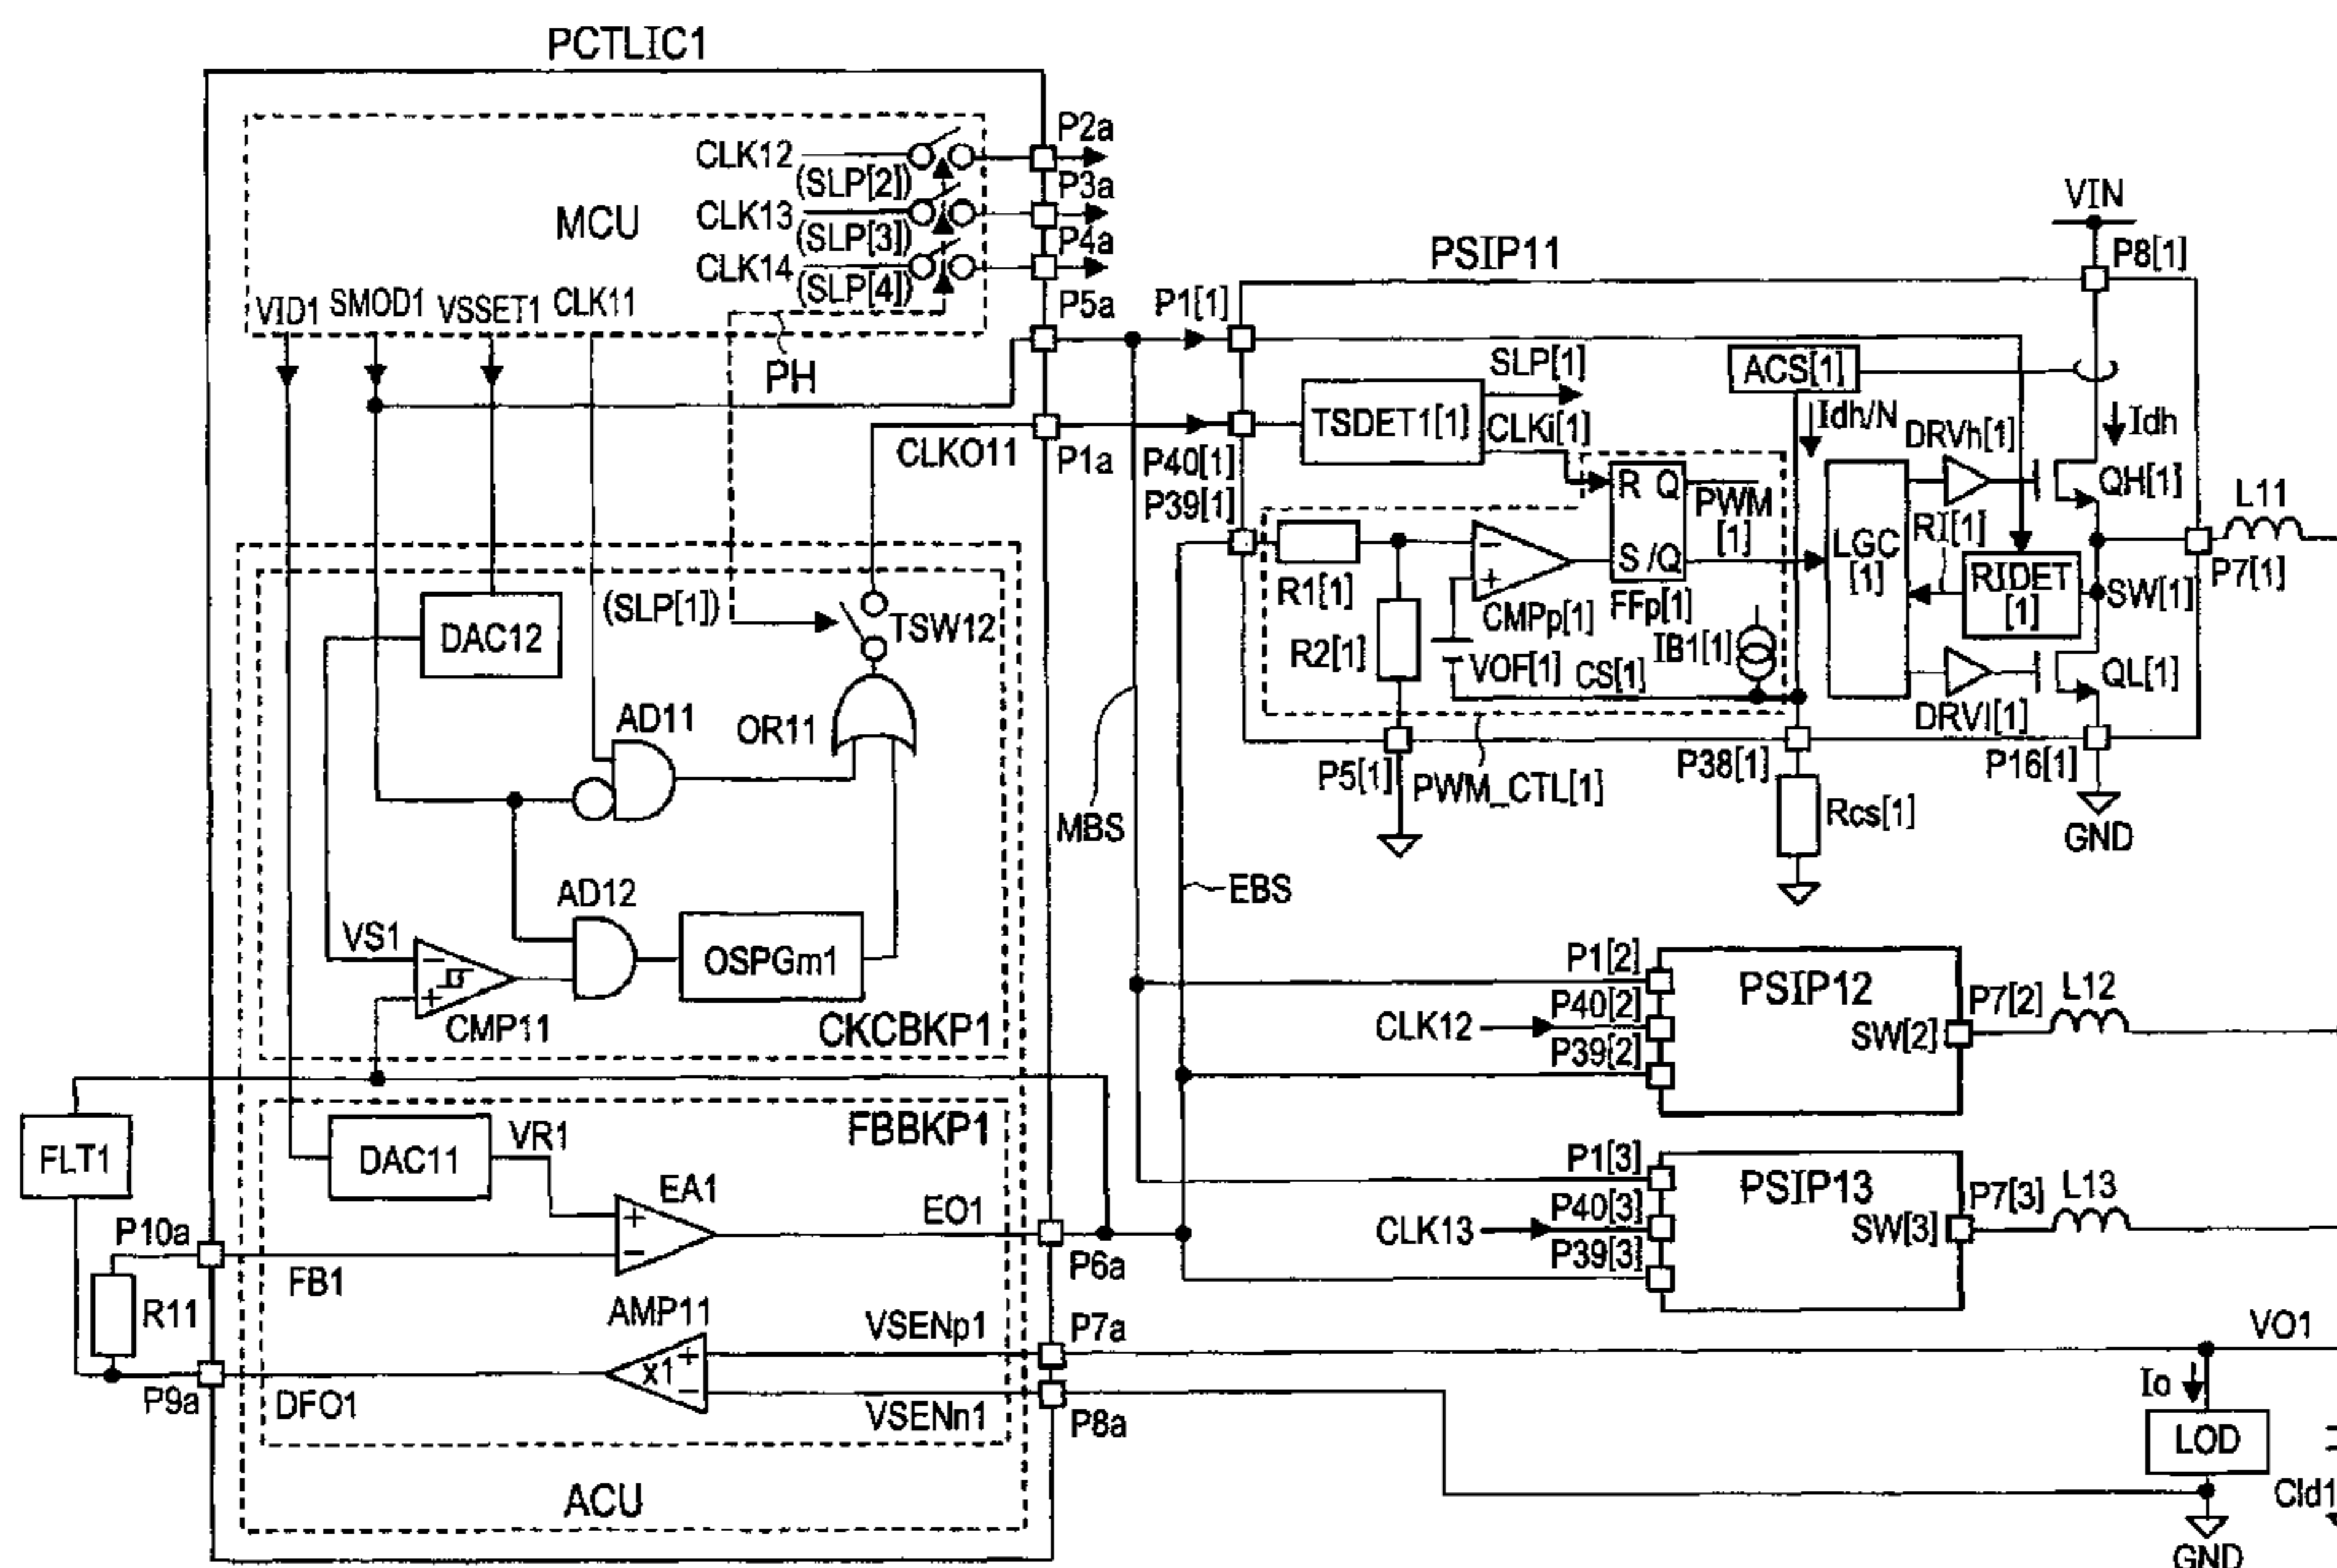 PCTLIC1
P2a
CLK12
(SLP[2])
P3a
MCU
CLK13
(SLP[3])
P4a
CLK14
(SLP[4])
P5a
VID1
SMOD1
VSSET1
CLK11
PH
CLKO11
P1a
(SLP[1])
TSW12
DAC12
AD11
OR11
AD12
VS1
OSPGm1
CMP11
CKCBKP1
FBBKP1
FLT1
DAC11
VR1
EA1
EO1
P10a
FB1
P6a
R11
AMP11
VSENp1
P7a
x1
+
−
P9a
DFO1
VSENn1
P8a
ACU
MBS
EBS
VIN
P8[1]
PSIP11
P1[1]
SLP[1]
ACS[1]
TSDET1[1]
CLKi[1]
Idh/N
Idh
DRVh[1]
P40[1]
P39[1]
R Q
S /Q
PWM
[1]
QH[1]
L11
RI[1]
LGC
[1]
RIDET
[1]
P7[1]
SW[1]
R1[1]
CMPp[1]
FFp[1]
R2[1]
VOF[1]
CS[1]
IB1[1]
QL[1]
DRVl[1]
P5[1]
PWM_CTL[1]
P38[1]
P16[1]
Rcs[1]
GND
P1[2]
PSIP12
P7[2]
L12
P40[2]
CLK12
SW[2]
P39[2]
P1[3]
PSIP13
P7[3]
L13
P40[3]
CLK13
SW[3]
P39[3]
VO1
Io
LOD
Cld1
GND